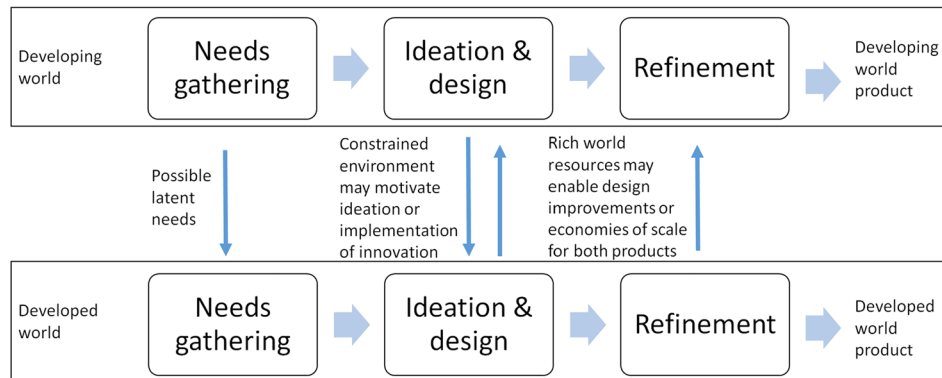 Developing
world
Needs
gathering
Ideation &
design
Refinement
Developing
world
product
Possible
latent
needs
Constrained
environment
may motivate
ideation or
implementation
of innovation
Rich world
resources may
enable design
improvements or
economies of scale
for both products
Developed
world
Needs
gathering
Ideation &
design
Refinement
Developed
world
product